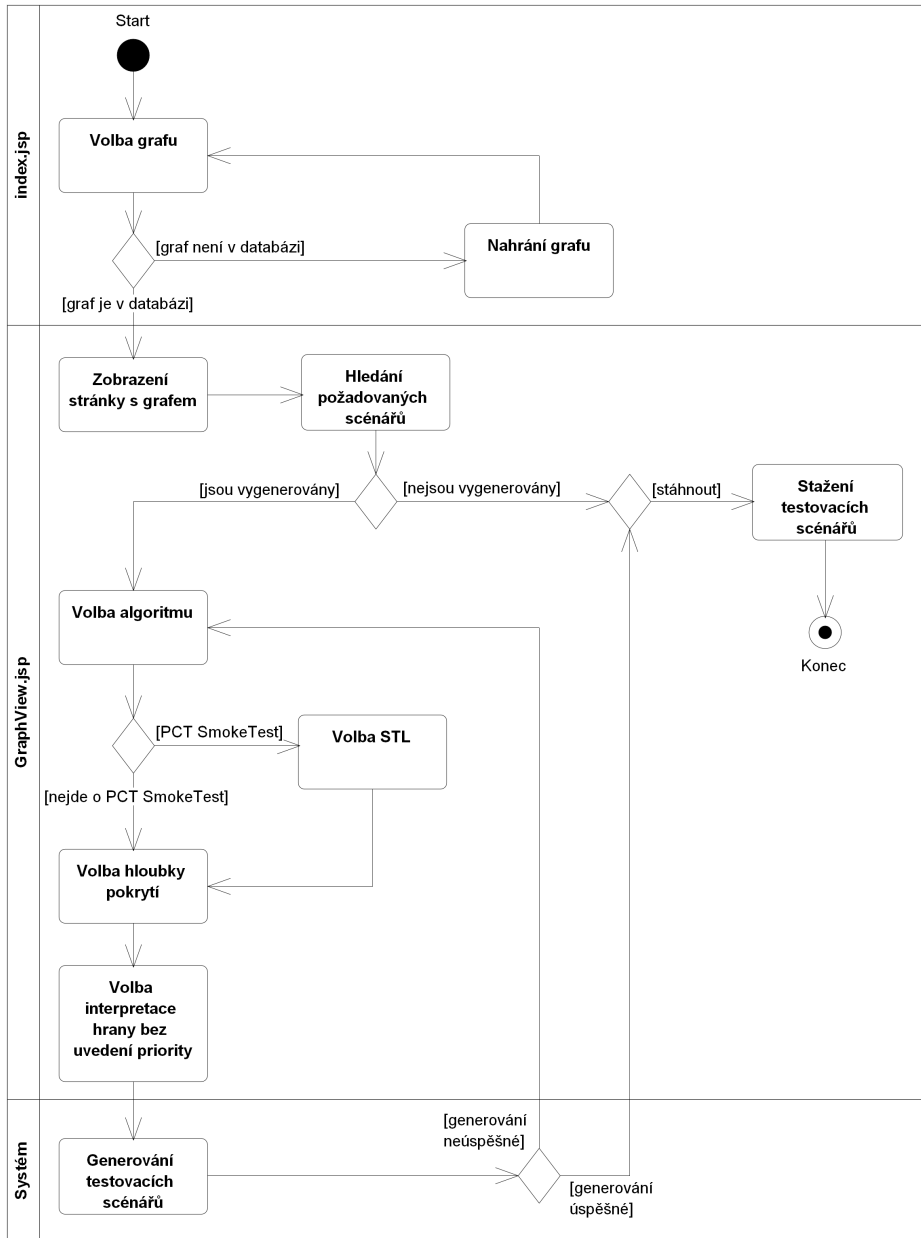 Start
index.jsp
Volba grafu
[graf není v databázi]
Nahrání grafu
[graf je v databázi]
GraphView.jsp
Zobrazení
stránky s grafem
Hledání
požadovaných
scénářů
[jsou vygenerovány]
[nejsou vygenerovány]
[stáhnout]
Stažení
testovacích
scénářů
Konec
Volba algoritmu
[PCT SmokeTest]
Volba STL
[nejde o PCT SmokeTest]
Volba hloubky
pokrytí
Volba
interpretace
hrany bez
uvedení priority
Systém
Generování
testovacích
scénářů
[generování
neúspěšné]
[generování
úspěšné]